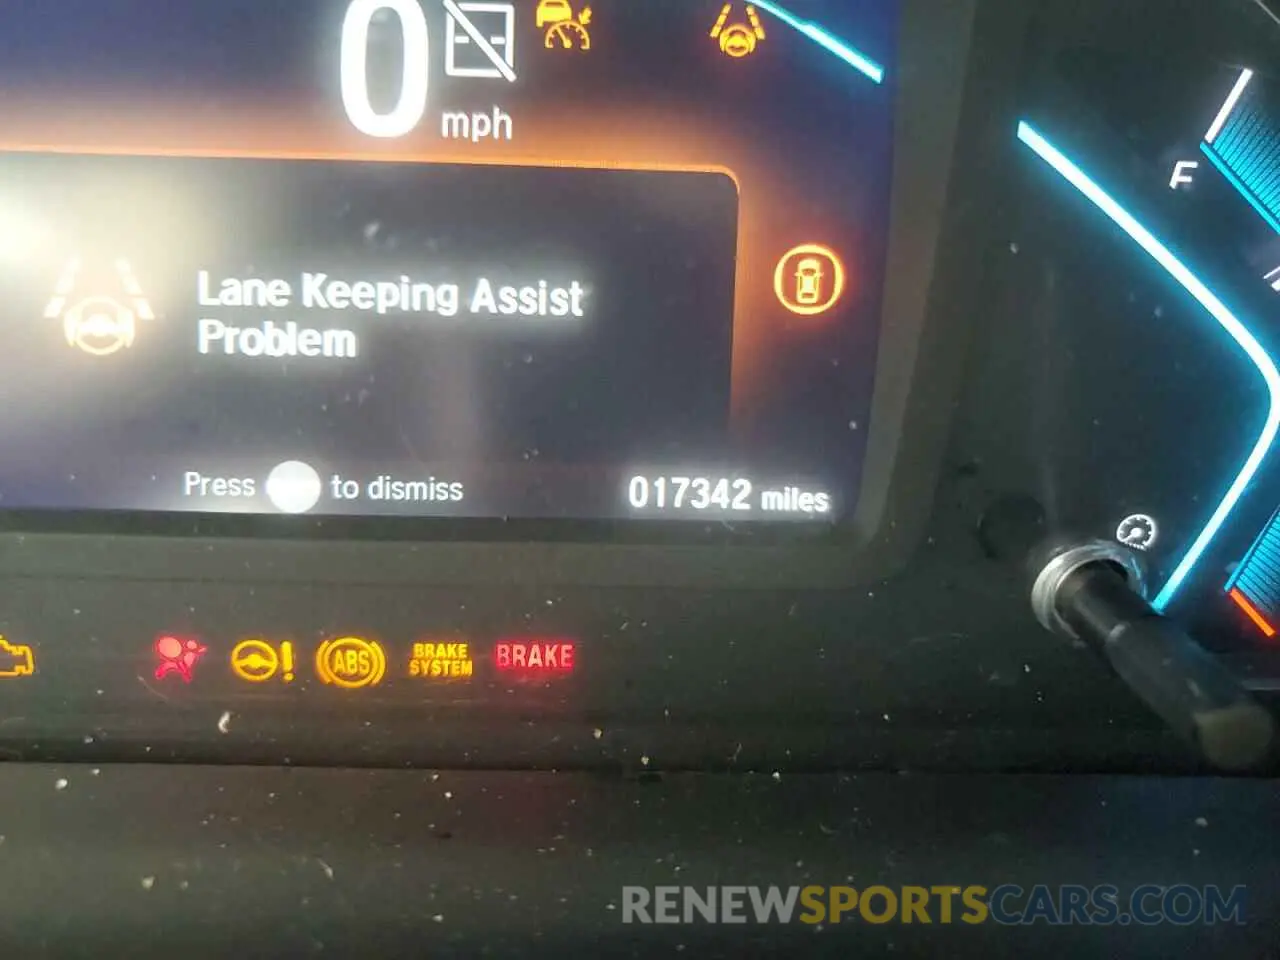 0
mph
Lane Keeping Assist
Problem
Press to dismiss
017342 miles
F
ABS
BRAKE
SYSTEM
BRAKE
RENEWSPORTSCARS.COM